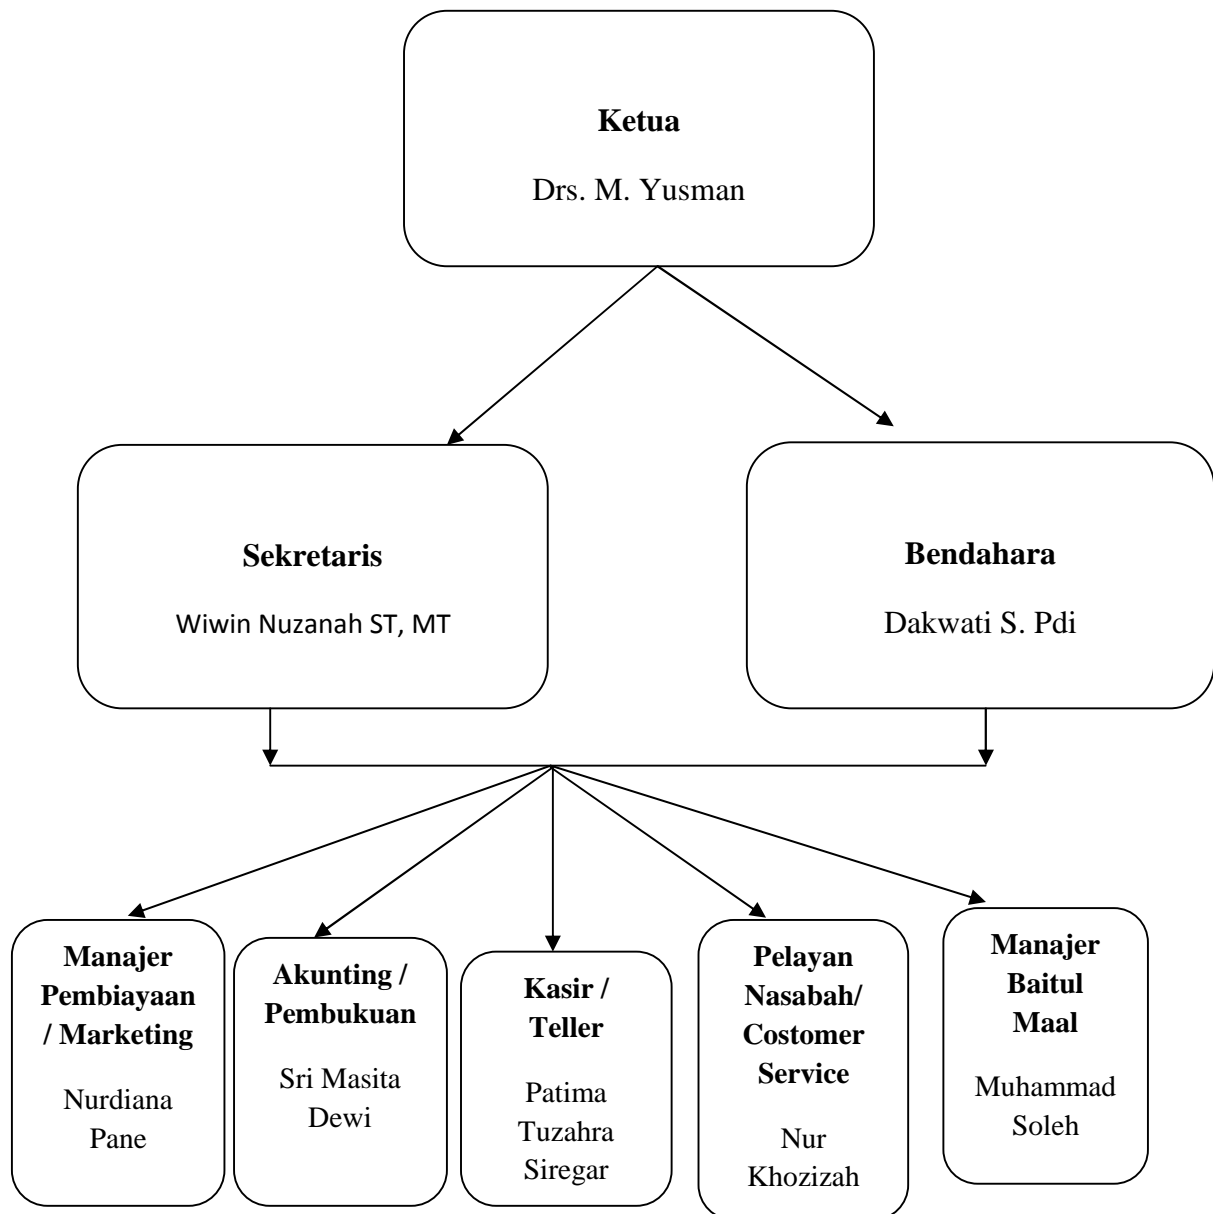 Ketua
Drs. M. Yusman
Sekretaris
Wiwin Nuzanah ST, MT
Bendahara
Dakwati S. Pdi
Manajer
Pembiayaan
/ Marketing
Nurdiana
Pane
Akunting /
Pembukuan
Sri Masita
Dewi
Kasir /
Teller
Patima
Tuzahra
Siregar
Pelayan
Nasabah/
Costomer
Service
Nur
Khozizah
Manajer
Baitul
Maal
Muhammad
Soleh